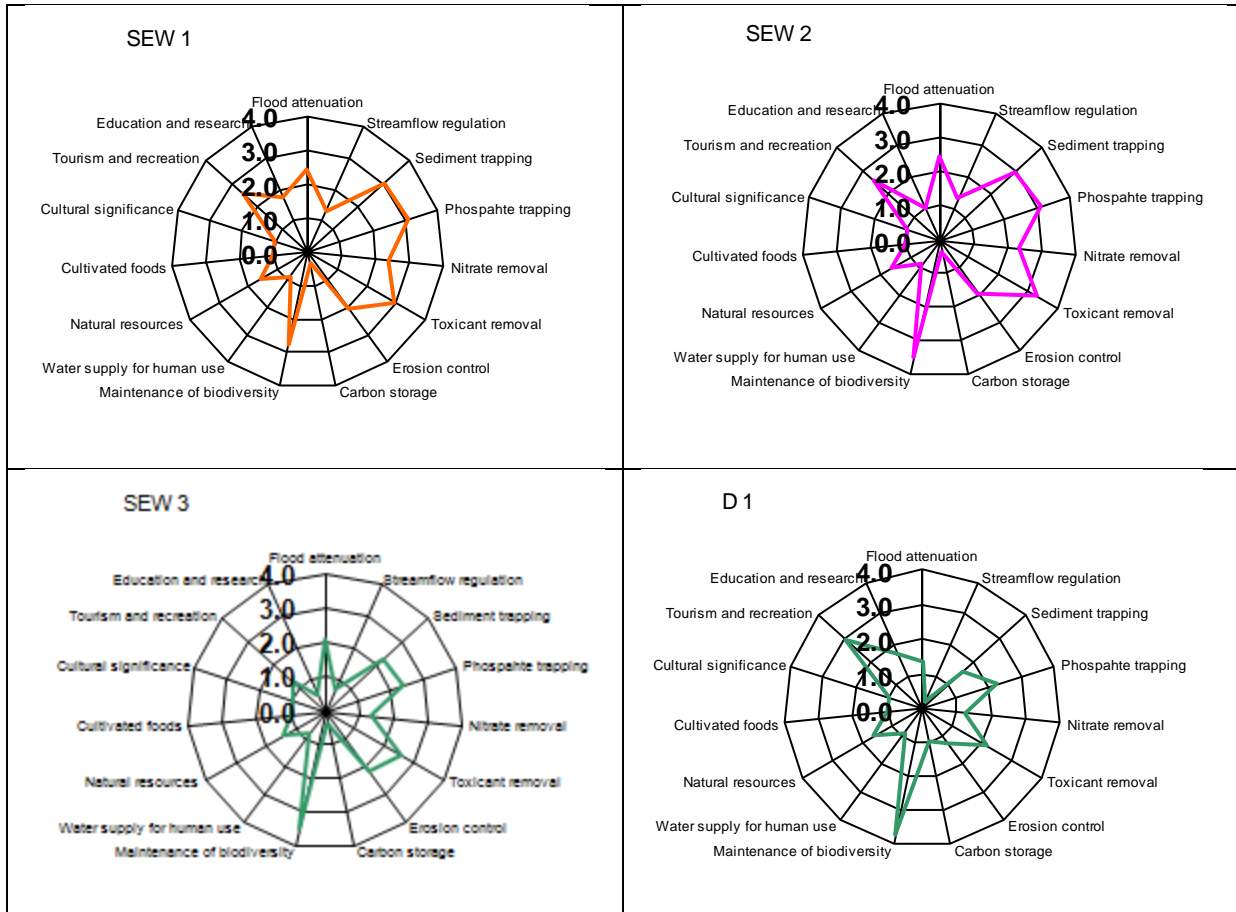 SEW 1
Flood attenuation
Streamflow regulation
Sediment trapping
Phospahte trapping
Nitrate removal
Toxicant removal
Erosion control
Carbon storage
Maintenance of biodiversity
Water supply for human use
Natural resources
Cultivated foods
Cultural significance
Tourism and recreation
Education and research
4.0
3.0
2.0
1.0
0.0
SEW 2
Flood attenuation
Streamflow regulation
Sediment trapping
Phospahte trapping
Nitrate removal
Toxicant removal
Erosion control
Carbon storage
Maintenance of biodiversity
Water supply for human use
Natural resources
Cultivated foods
Cultural significance
Tourism and recreation
Education and research
4.0
3.0
2.0
1.0
0.0
SEW 3
Flood attenuation
Streamflow regulation
Sediment trapping
Phospahte trapping
Nitrate removal
Toxicant removal
Erosion control
Carbon storage
Maintenance of biodiversity
Water supply for human use
Natural resources
Cultivated foods
Cultural significance
Tourism and recreation
Education and research
4.0
3.0
2.0
1.0
0.0
D 1
Flood attenuation
Streamflow regulation
Sediment trapping
Phospahte trapping
Nitrate removal
Toxicant removal
Erosion control
Carbon storage
Maintenance of biodiversity
Water supply for human use
Natural resources
Cultivated foods
Cultural significance
Tourism and recreation
Education and research
4.0
3.0
2.0
1.0
0.0